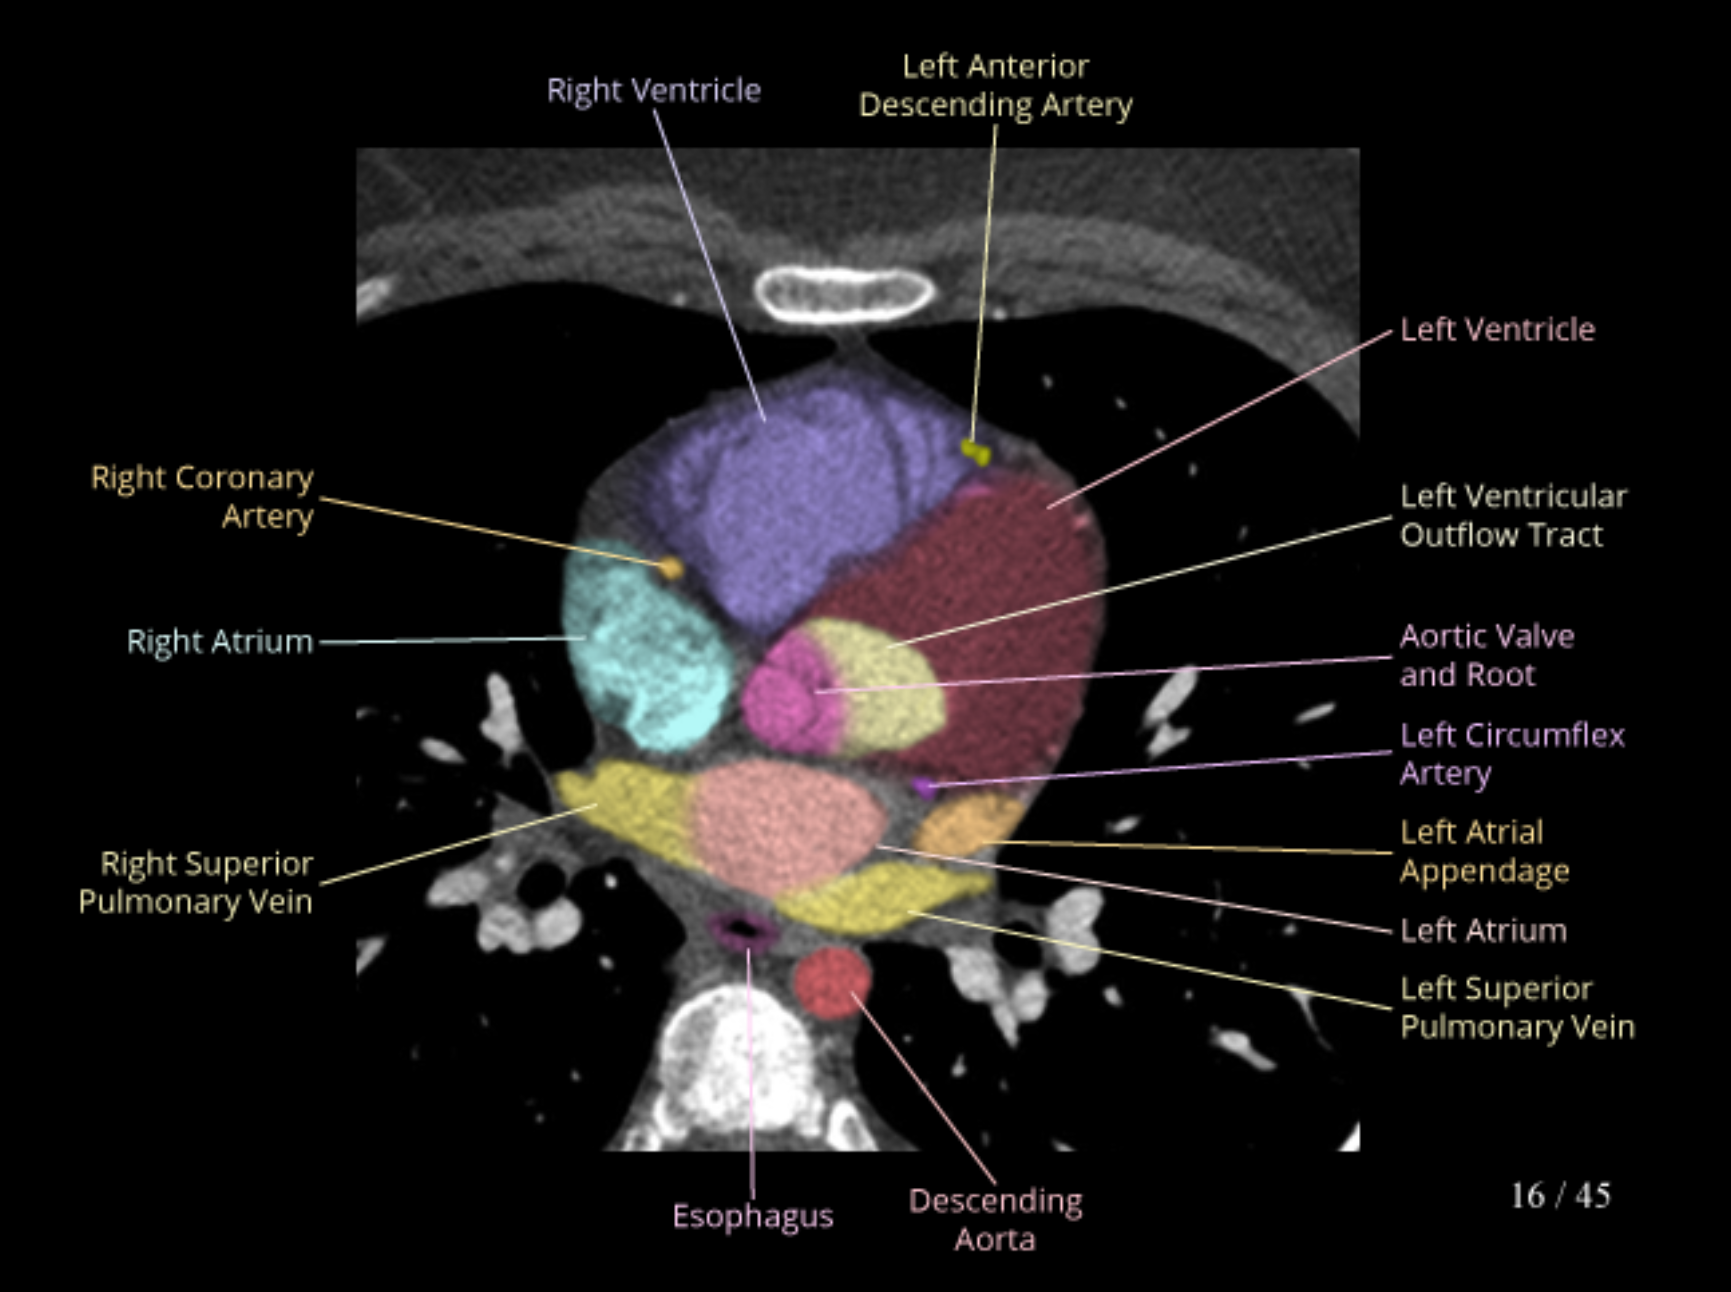 Right Ventricle
Left Anterior
Descending Artery
Left Ventricle
Right Coronary
Artery
Left Ventricular
Outflow Tract
Right Atrium
Aortic Valve
and Root
Left Circumflex
Artery
Right Superior
Pulmonary Vein
Left Atrial
Appendage
Left Atrium
Left Superior
Pulmonary Vein
Esophagus
Descending
Aorta
16 / 45